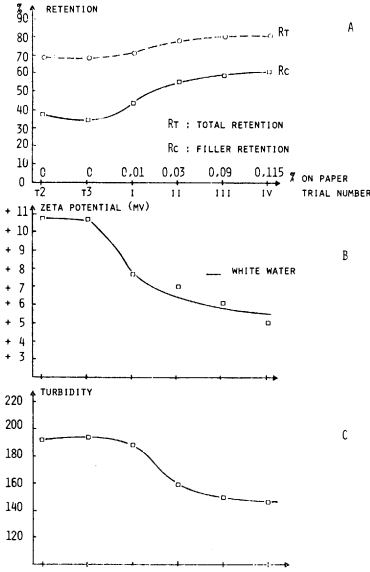 % RETENTION
A
90
80
70
60
50
40
30
20
10
0
RT
RC
RT : TOTAL RETENTION
RC : FILLER RETENTION
0 0 0,01 0,03 0,09 0,115 % ON PAPER
T2 T3 I II III IV TRIAL NUMBER
ZETA POTENTIAL (MV)
B
+ 11
+ 10
+ 9
+ 8
+ 7
+ 6
+ 5
+ 4
+ 3
WHITE WATER
TURBIDITY
C
220
200
180
160
140
120